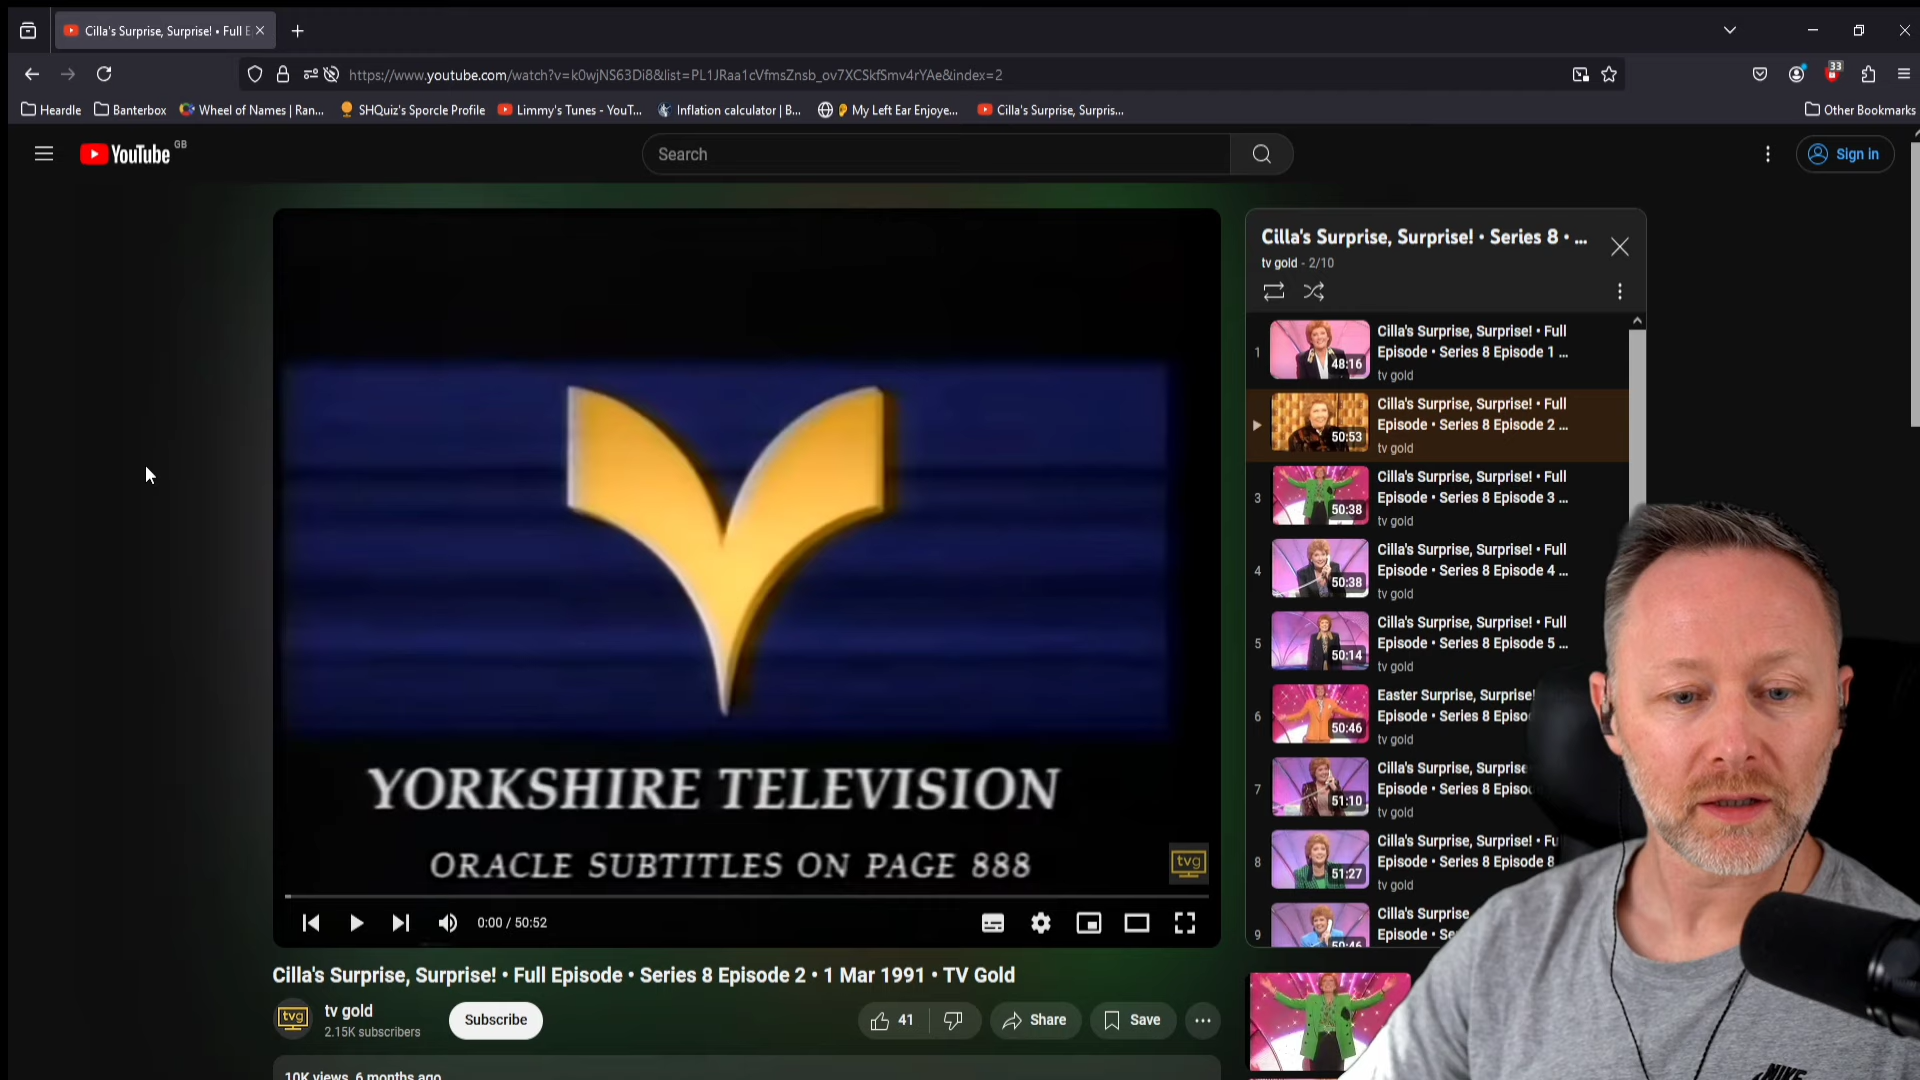 Cilla's Surprise, Surprise! • Full E
https://www.youtube.com/watch?v=k0wjNS63Di8&list=PL1JRaa1cVfmsZnsb_ov7XCSkfSmv4rYAe&index=2
33
Heardle
Banterbox
Wheel of Names | Ran...
SHQuiz's Sporcle Profile
Limmy's Tunes - YouT...
Inflation calculator | B...
My Left Ear Enjoye...
Cilla's Surprise, Surpris...
Other Bookmarks
YouTube GB
Search
Sign in
YORKSHIRE TELEVISION
ORACLE SUBTITLES ON PAGE 888
tvg
0:00 / 50:52
Cilla's Surprise, Surprise! • Full Episode • Series 8 Episode 2 • 1 Mar 1991 • TV Gold
tvg
tv gold
2.15K subscribers
Subscribe
41
Share
Save
10K views 6 months ago
Cilla's Surprise, Surprise! • Series 8 • ...
tv gold - 2/10
1
48:16
Cilla's Surprise, Surprise! • Full
Episode • Series 8 Episode 1 ...
tv gold
50:53
Cilla's Surprise, Surprise! • Full
Episode • Series 8 Episode 2 ...
tv gold
3
50:38
Cilla's Surprise, Surprise! • Full
Episode • Series 8 Episode 3 ...
tv gold
4
50:38
Cilla's Surprise, Surprise! • Full
Episode • Series 8 Episode 4 ...
tv gold
5
50:14
Cilla's Surprise, Surprise! • Full
Episode • Series 8 Episode 5 ...
tv gold
6
50:46
Easter Surprise, Surprise!
Episode • Series 8 Episo
tv gold
7
51:10
Cilla's Surprise, Surprise
Episode • Series 8 Episod
tv gold
8
51:27
Cilla's Surprise, Surprise! • Fu
Episode • Series 8 Episode 8
tv gold
9
50:46
Cilla's Surprise,
Episode • Se
NIKE